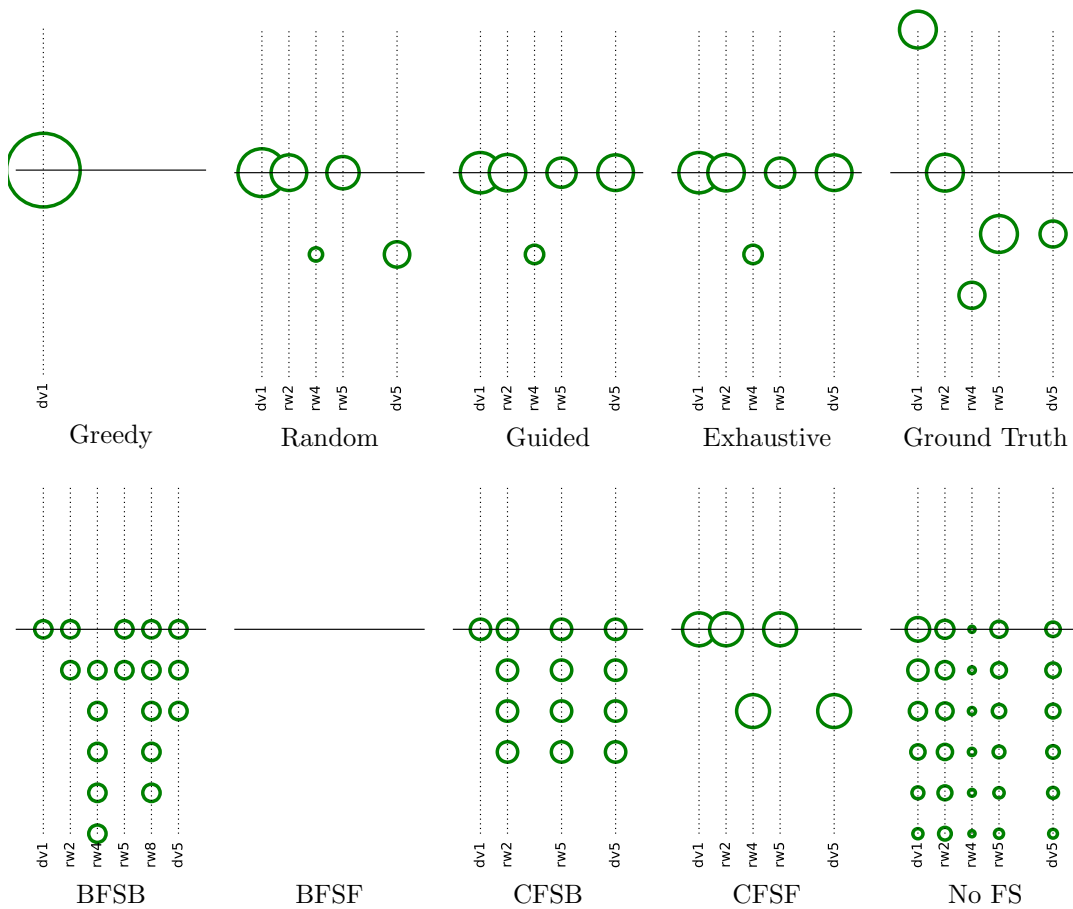 dv1
Greedy
dv1 rw2 rw4 rw5 dv5
Random
dv1 rw2 rw4 rw5 dv5
Guided
dv1 rw2 rw4 rw5 dv5
Exhaustive
dv1 rw2 rw4 rw5 dv5
Ground Truth
dv1 rw2 rw4 rw5 rw8 dv5
BFSB
BFSF
dv1 rw2 rw5 dv5
CFSB
dv1 rw2 rw4 rw5 dv5
CFSF
dv1 rw2 rw4 rw5 dv5
No FS